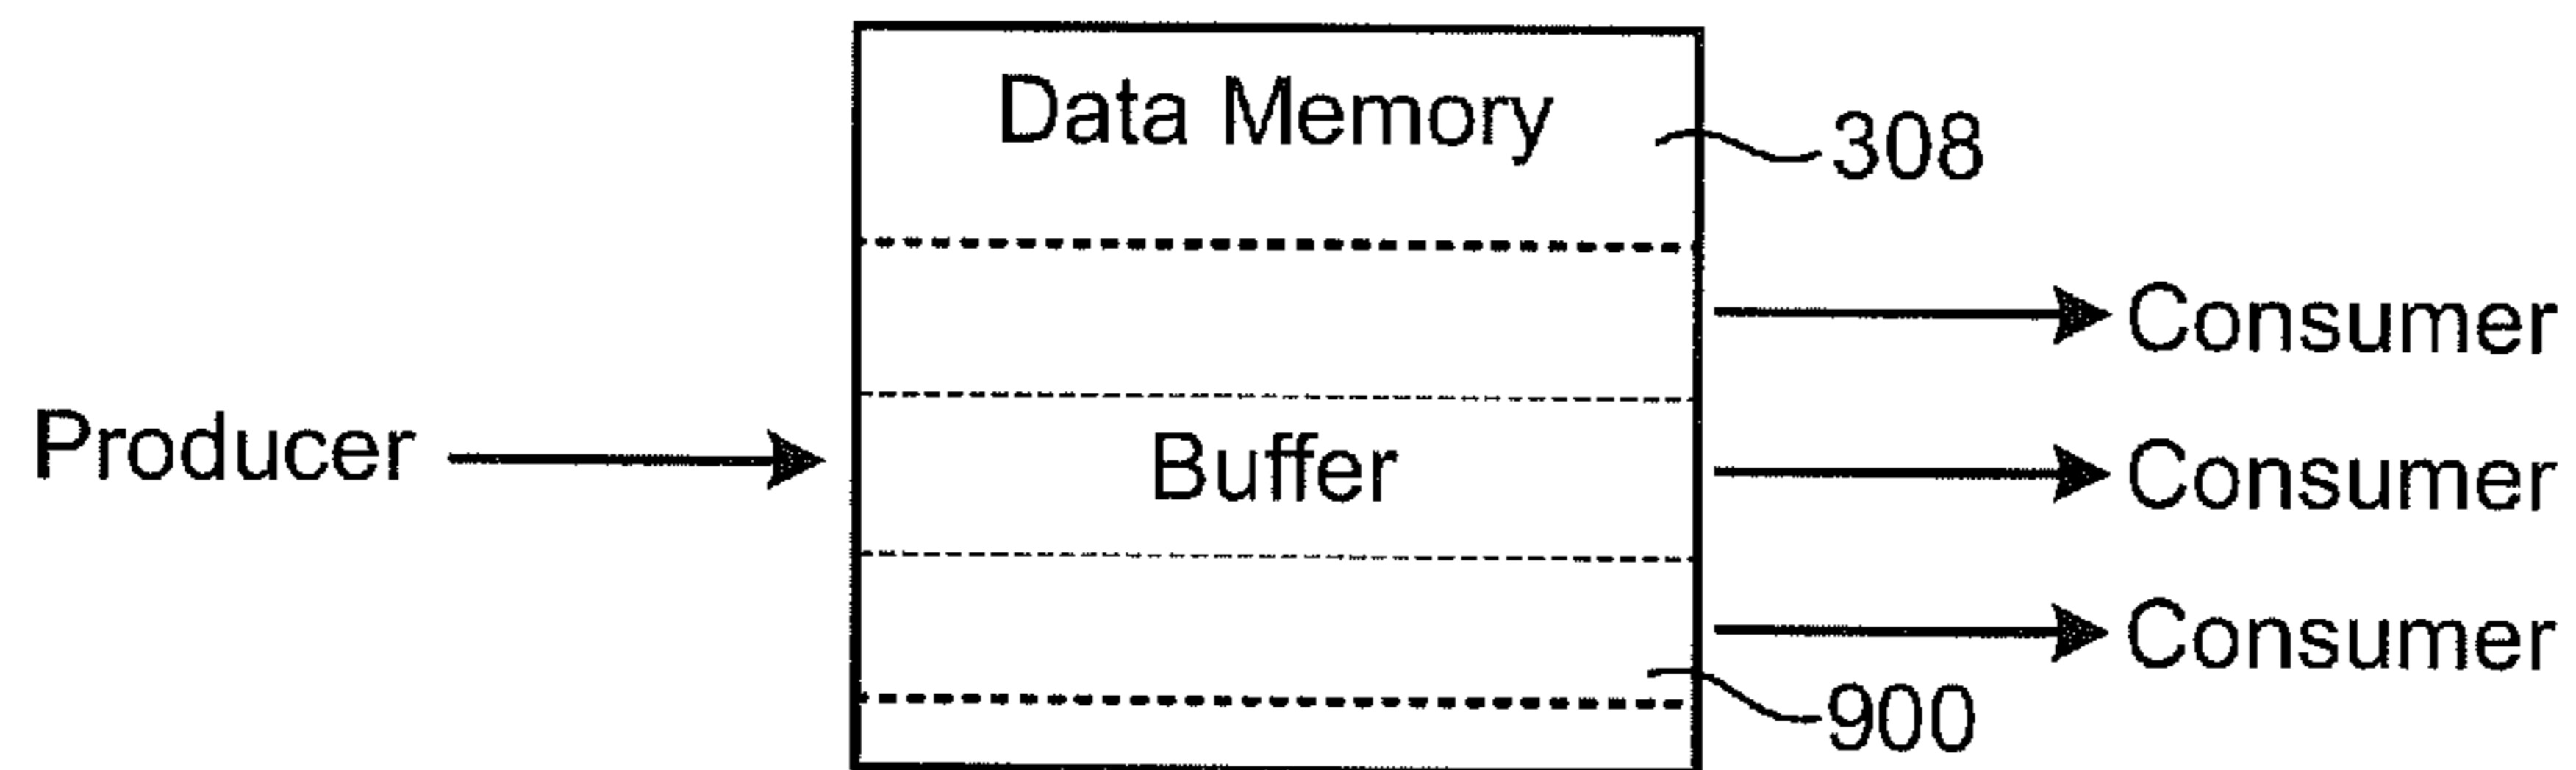 Data Memory
308
Consumer
Producer
Buffer
Consumer
Consumer
900